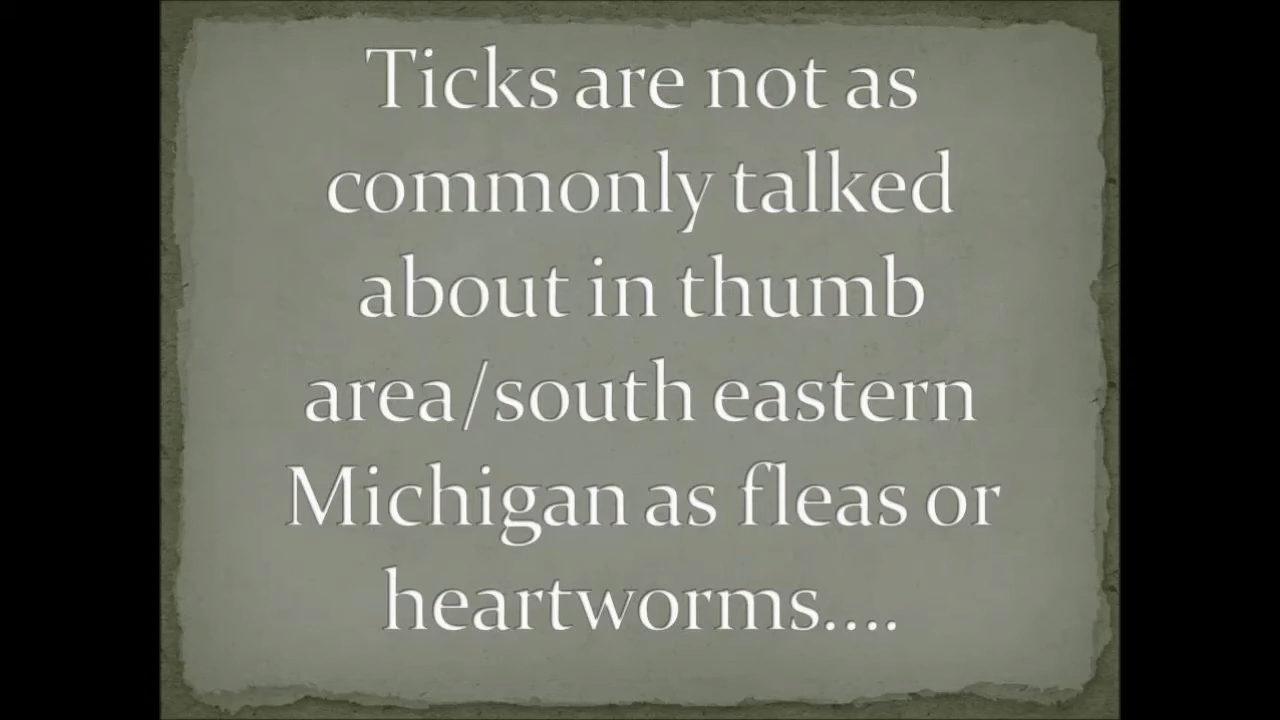 Ticks are not as
commonly talked
about in thumb
area/south eastern
Michigan as fleas or
heartworms....